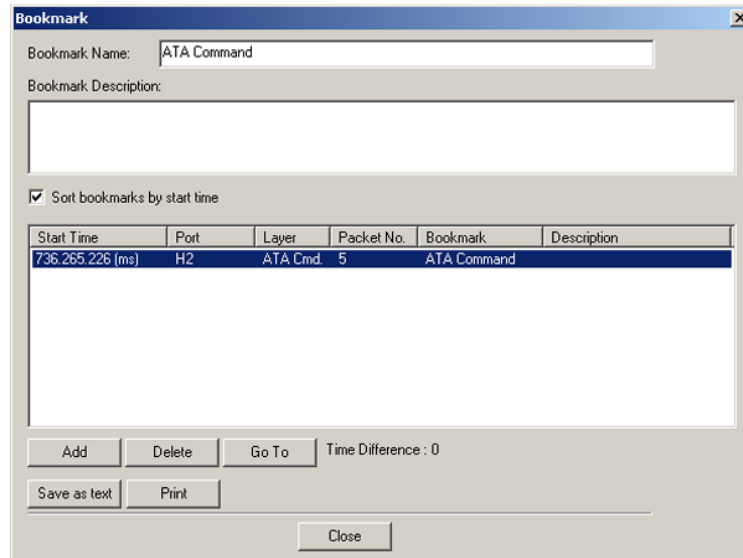 Bookmark
Bookmark Name: ATA Command
Bookmark Description:
Sort bookmarks by start time
Start Time Port Layer Packet No. Bookmark Description
736.265.226 (ms) H2 ATA Cmd. 5 ATA Command
Add Delete Go To Time Difference : 0
Save as text Print
Close